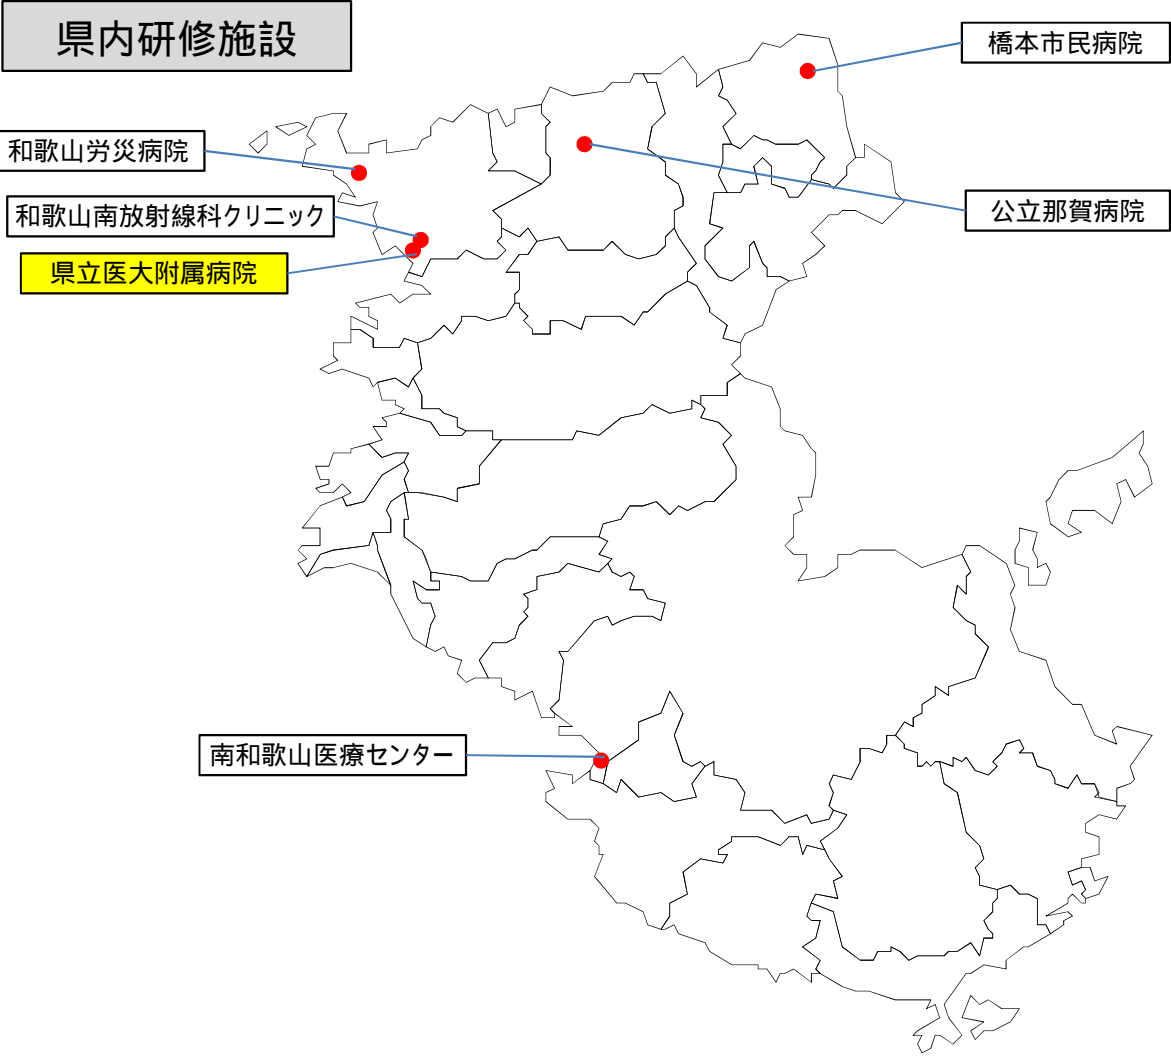 県内研修施設
橋本市民病院
和歌山労災病院
公立那賀病院
和歌山南放射線科クリニック
県立医大附属病院
南和歌山医療センター